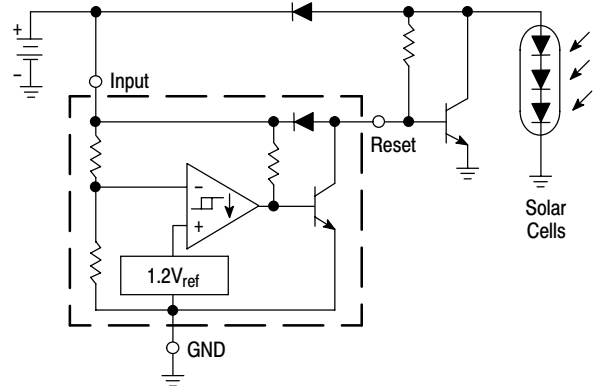 +
-
Input
Reset
-
+
1.2Vref
Solar
Cells
GND